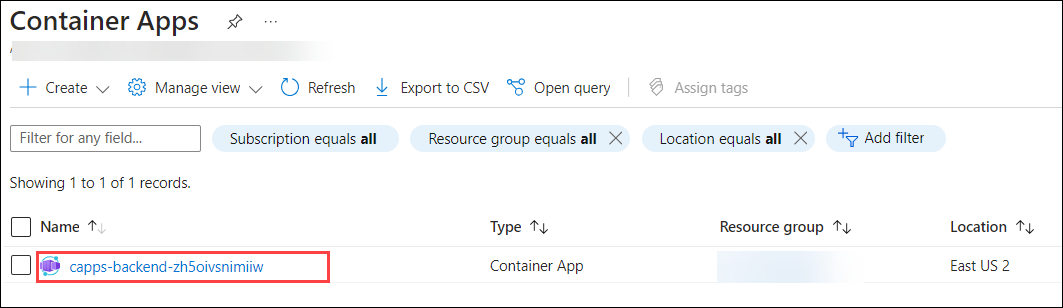 Container Apps
Create Manage view Refresh Export to CSV Open query Assign tags
Filter for any field... Subscription equals all Resource group equals all Location equals all Add filter
Showing 1 to 1 of 1 records.
Name Type Resource group Location
capps-backend-zh5oivsnimiiw Container App East US 2